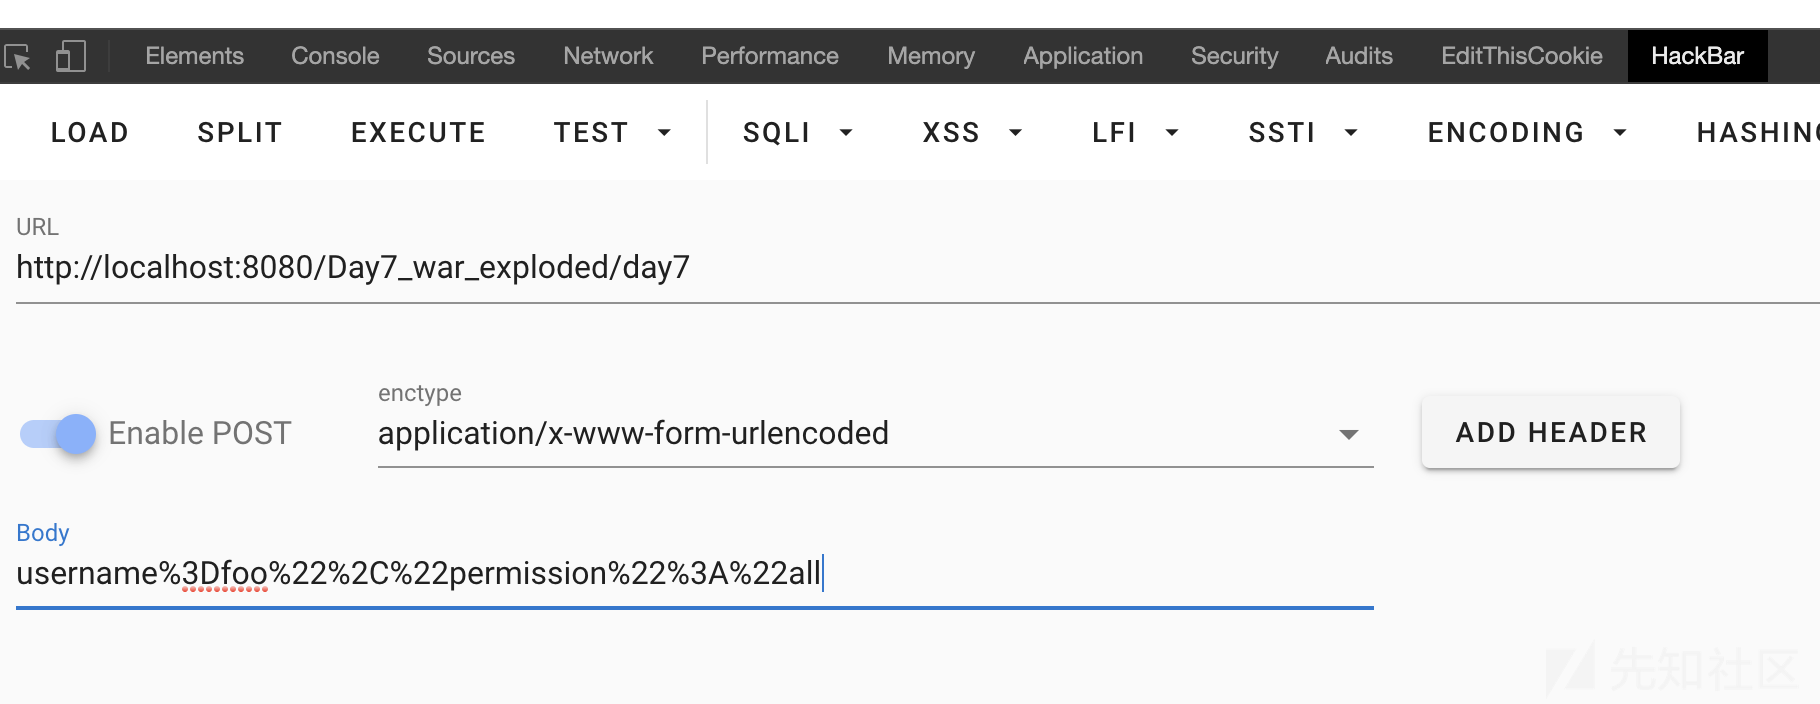 Elements Console Sources Network Performance Memory Application Security Audits EditThisCookie HackBar
LOAD SPLIT EXECUTE TEST SQLI XSS LFI SSTI ENCODING HASHING
URL
http://localhost:8080/Day7_war_exploded/day7
enctype
Enable POST application/x-www-form-urlencoded ADD HEADER
Body
username%3Dfoo%22%2C%22permission%22%3A%22all
先知社区